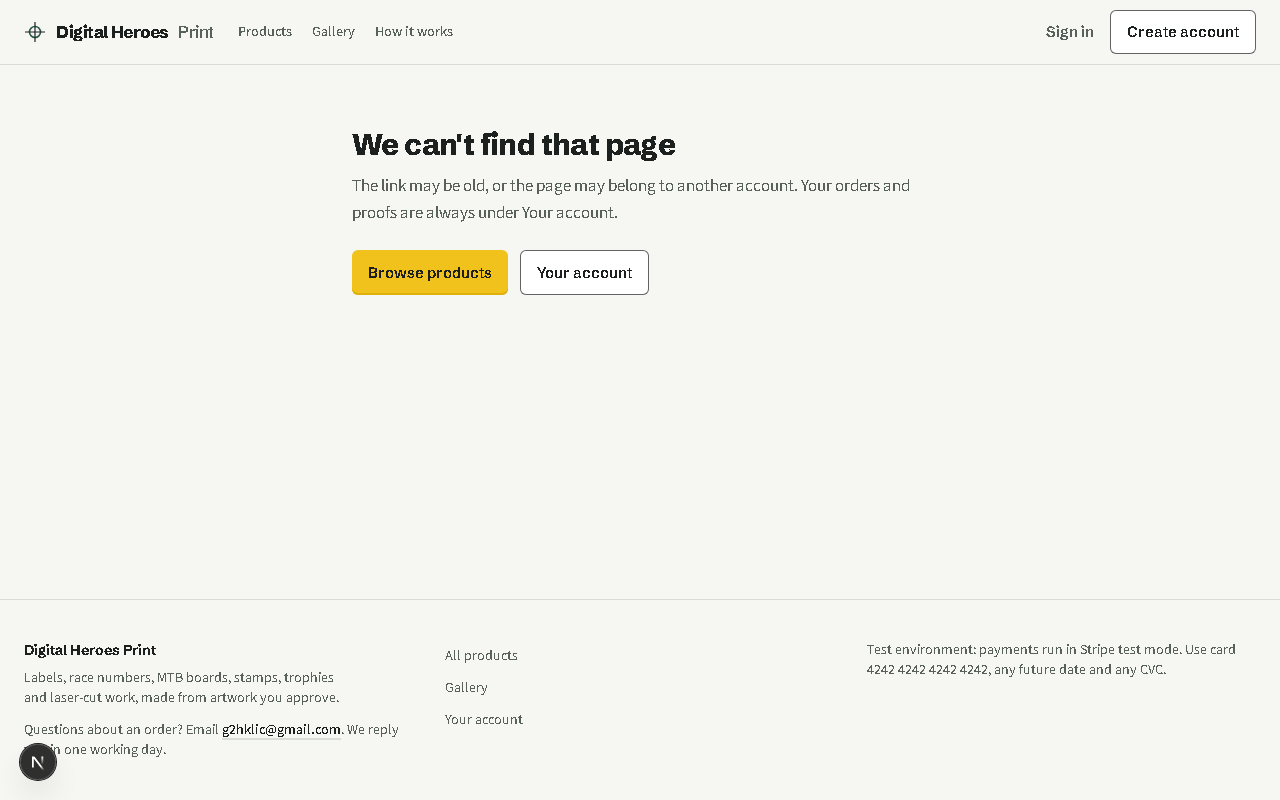 Digital Heroes Print Products Gallery How it works Sign in Create account
We can't find that page
The link may be old, or the page may belong to another account. Your orders and
proofs are always under Your account.
Browse products Your account
Digital Heroes Print
Labels, race numbers, MTB boards, stamps, trophies
and laser-cut work, made from artwork you approve.
Questions about an order? Email g2hklic@gmail.com. We reply
in one working day.
All products
Gallery
Your account
Test environment: payments run in Stripe test mode. Use card
4242 4242 4242 4242, any future date and any CVC.
N